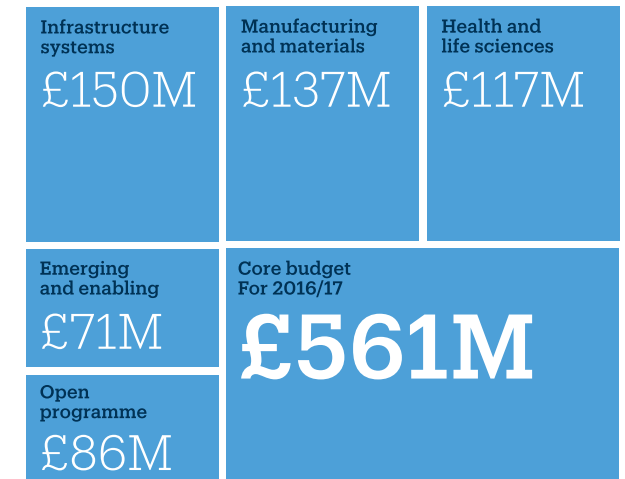 Infrastructure
systems
£150M
Manufacturing
and materials
£137M
Health and
life sciences
£117M
Emerging
and enabling
£71M
Core budget
For 2016/17
£561M
Open
programme
£86M